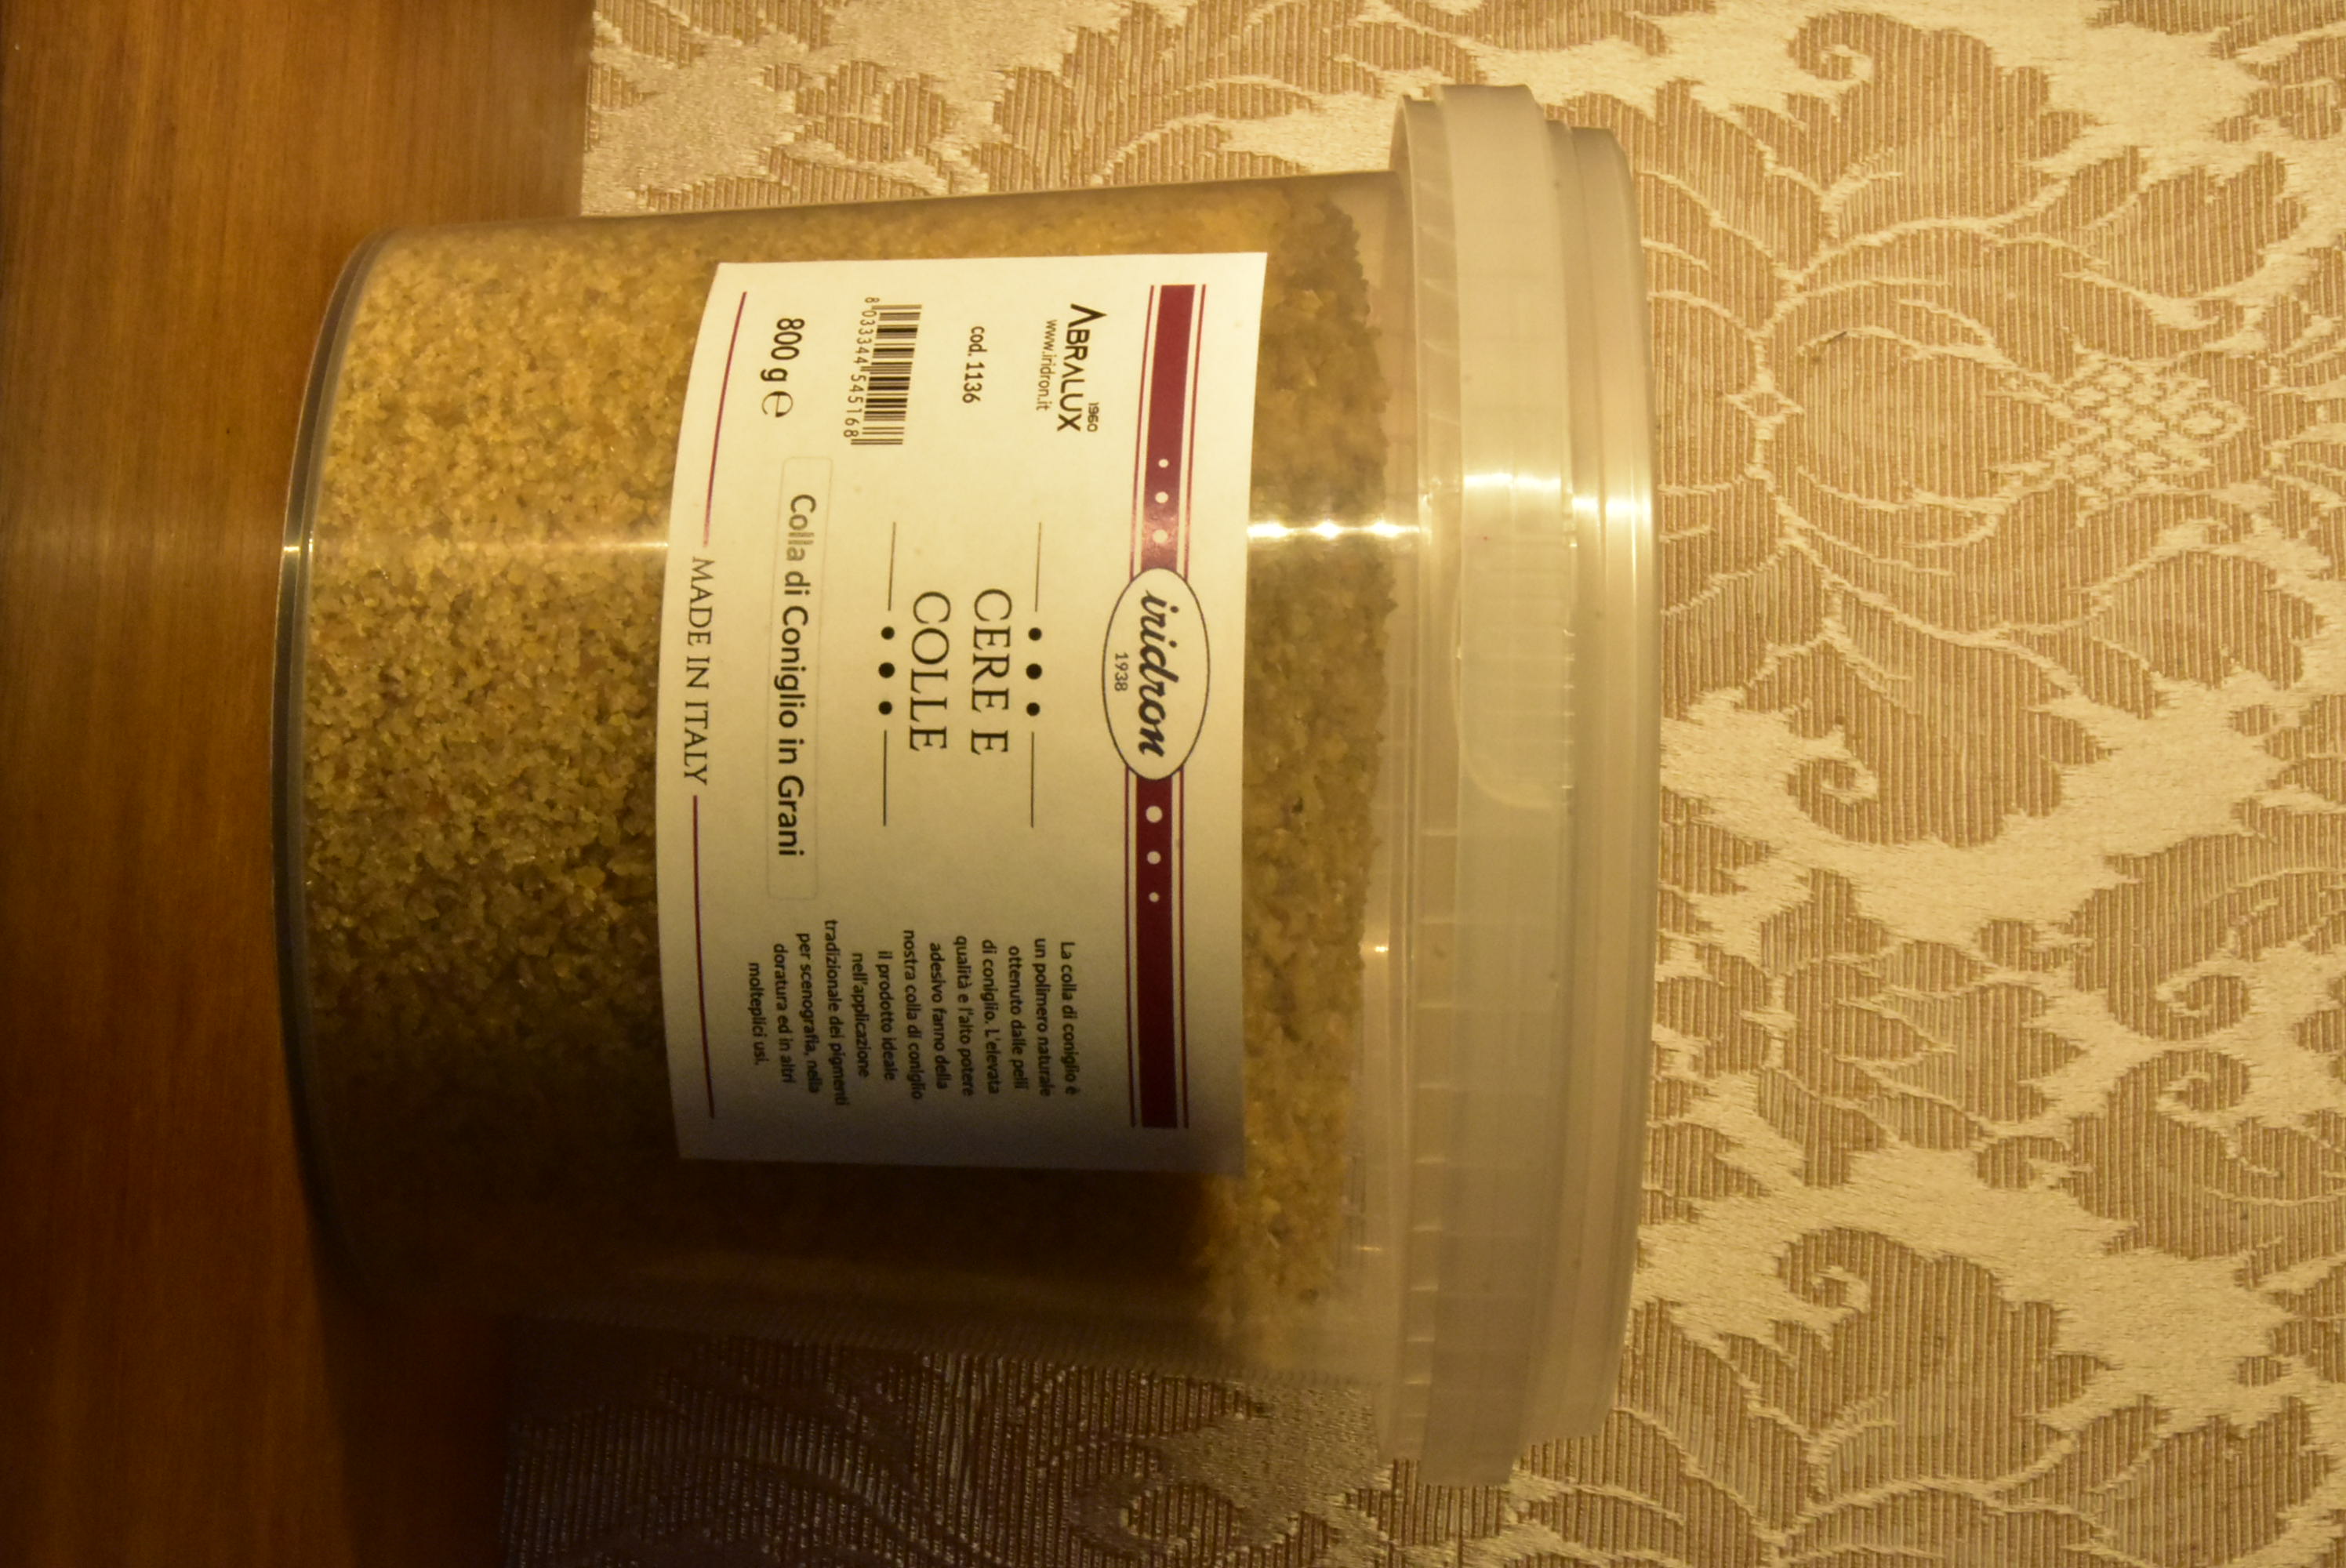 iridron
1938
ABRALUX
1960
www.iridron.it
cod. 1136
8 033344 545168
800 g ℮
CERE E
COLLE
Colla di Coniglio in Grani
La colla di coniglio è
un polimero naturale
ottenuto dalle pelli
di coniglio. L'elevata
qualità e l'alto potere
adesivo fanno della
nostra colla di coniglio
il prodotto ideale
nell'applicazione
tradizionale dei pigmenti
per scenografia, nella
doratura ed in altri
molteplici usi.
MADE IN ITALY